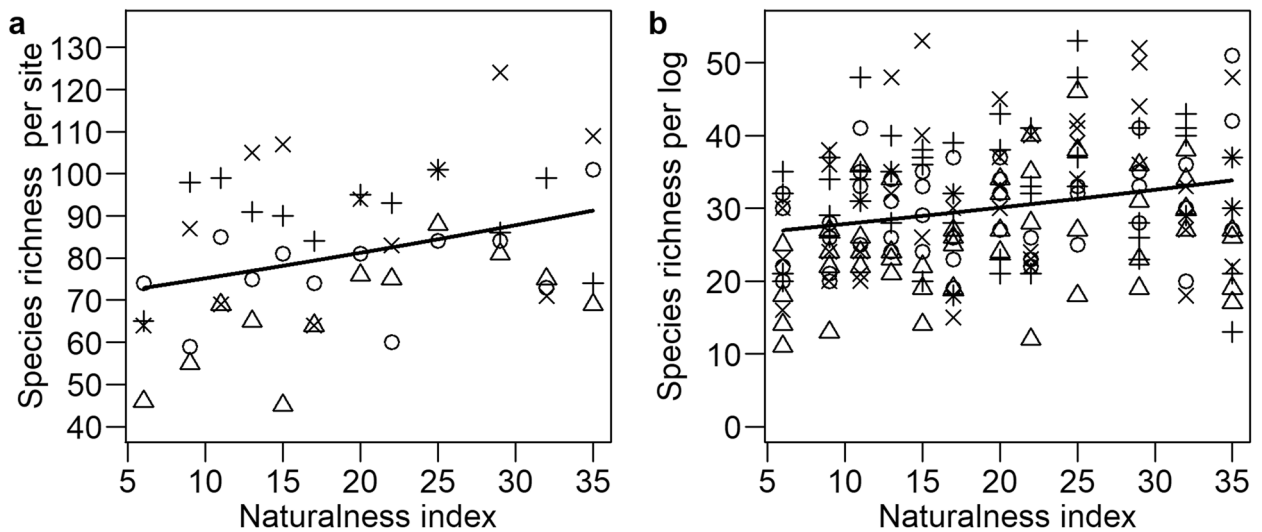 a
Species richness per site
130
120
110
100
90
80
70
60
50
40
5 10 15 20 25 30 35
Naturalness index
b
Species richness per log
50
40
30
20
10
0
5 10 15 20 25 30 35
Naturalness index